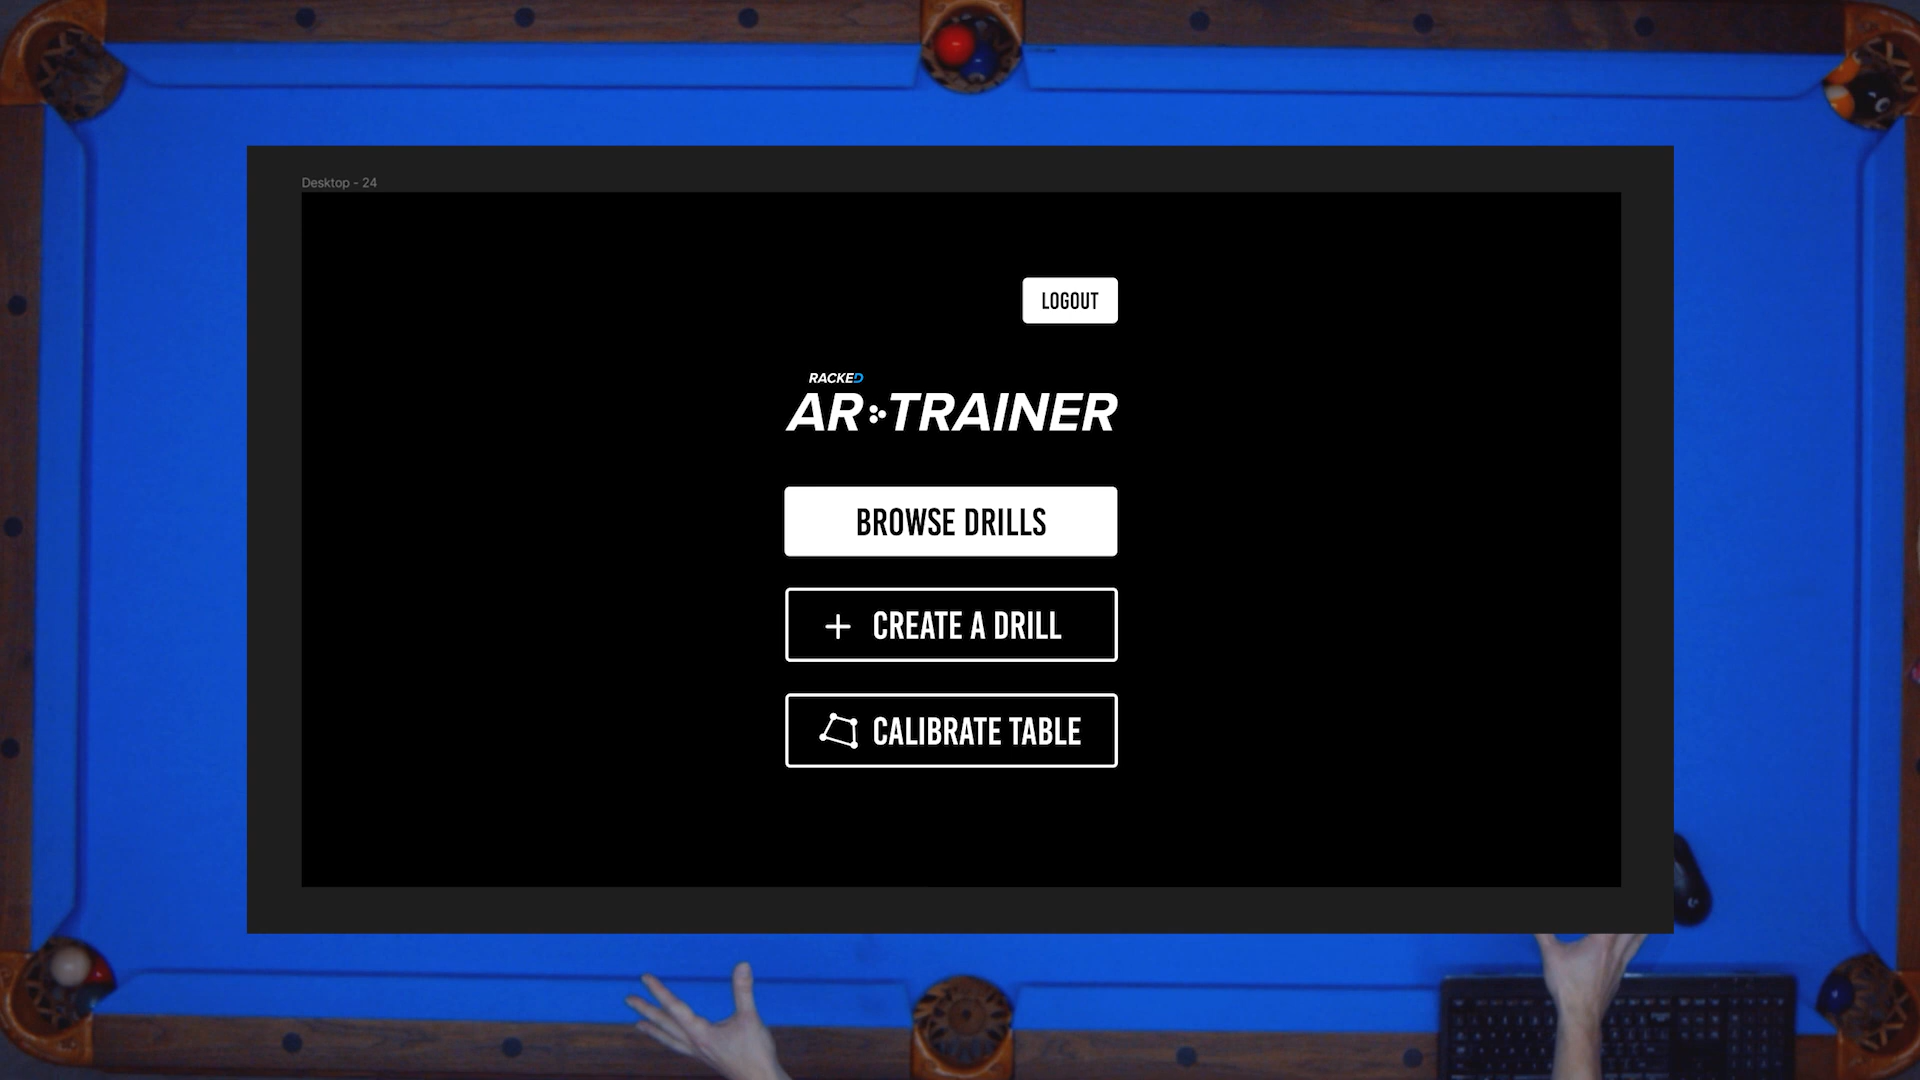 Desktop - 24
LOGOUT
RACKED
AR TRAINER
BROWSE DRILLS
CREATE A DRILL
CALIBRATE TABLE